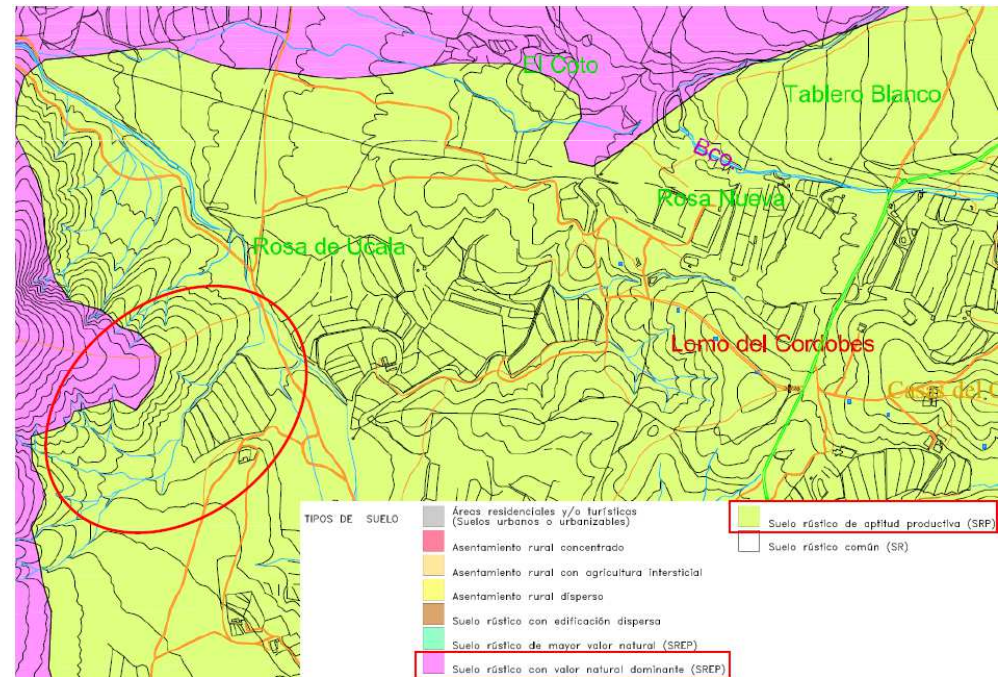 El Coto
Tablero Blanco
Bco.
Rosa Nueva
Rosa de Ucala
Lomo del Cordobes
Casas del C
TIPOS DE SUELO
Áreas residenciales y/o turísticas
(Suelos urbanos o urbanizables)
Asentamiento rural concentrado
Asentamiento rural con agricultura intersticial
Asentamiento rural disperso
Suelo rústico con edificación dispersa
Suelo rústico de mayor valor natural (SREP)
Suelo rústico con valor natural dominante (SREP)
Suelo rústico de aptitud productiva (SRP)
Suelo rústico común (SR)